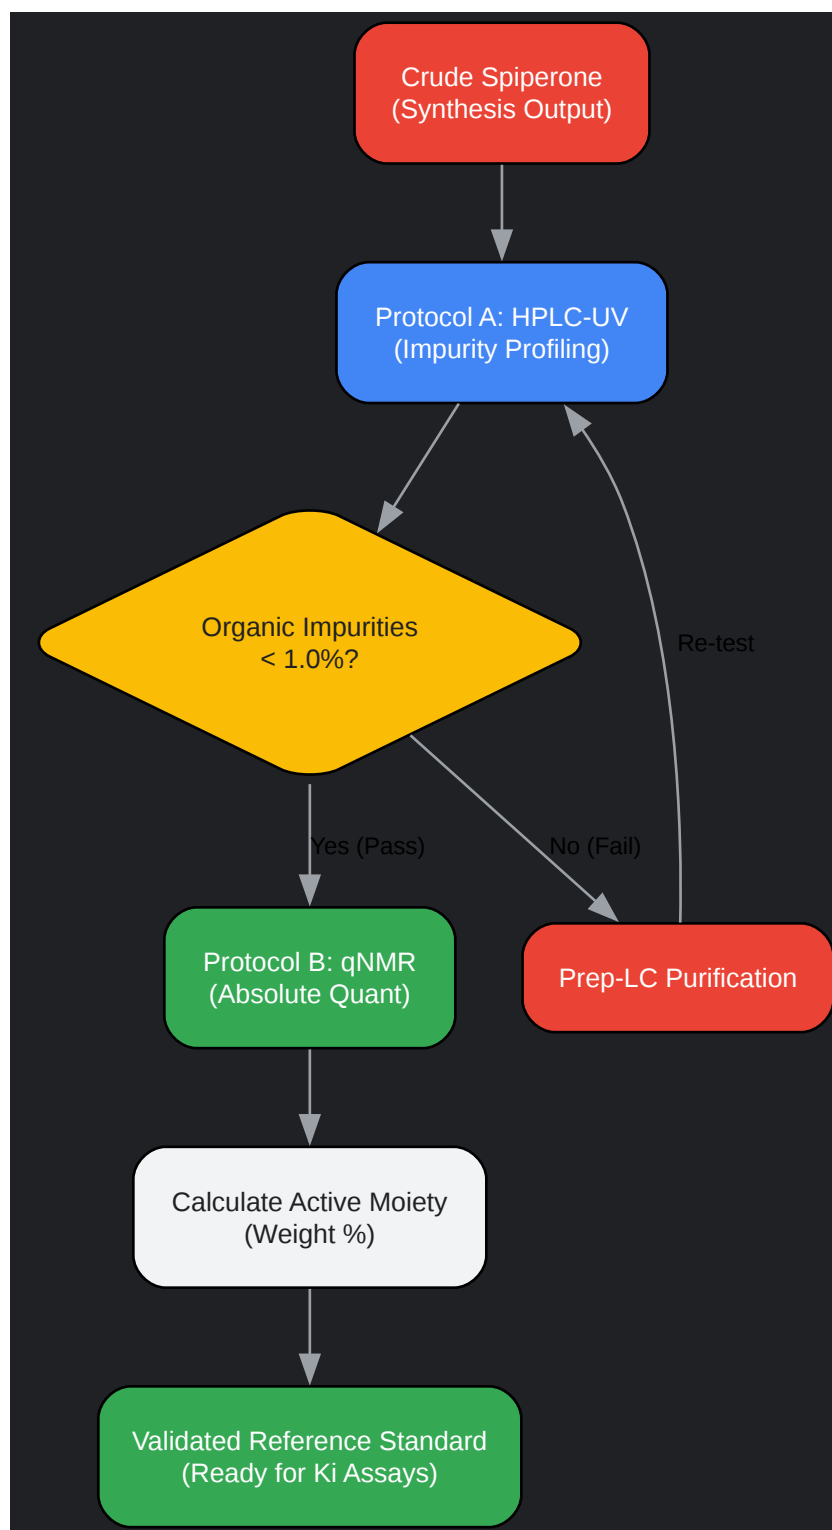 Crude Spiperone
(Synthesis Output)
Protocol A: HPLC-UV
(Impurity Profiling)
Organic Impurities
< 1.0%?
Re-test
Yes (Pass)
No (Fail)
Protocol B: qNMR
(Absolute Quant)
Prep-LC Purification
Calculate Active Moiety
(Weight %)
Validated Reference Standard
(Ready for Ki Assays)